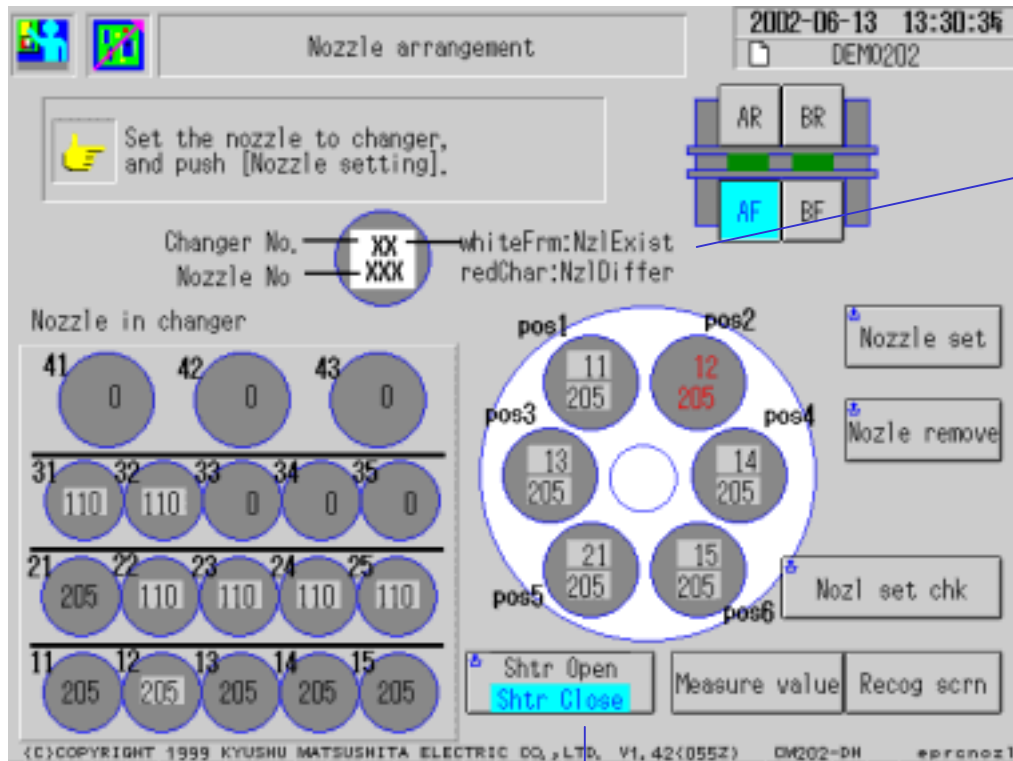 2002-06-13 13:30:35
Nozzle arrangement
DEMO202
AR BR
Set the nozzle to changer,
and push [Nozzle setting].
AF BF
Changer No. XX whiteFrm:NzlExist
Nozzle No XXX redChar:NzlDiffer
Nozzle in changer
pos1 pos2
Nozzle set
41 42 43
0 0 0
11 12
205 205
pos3 pos4
Nozle remove
31 32 33 34 35
110 110 0 0 0
13 14
205 205
21 22 23 24 25
205 110 110 110 110
21 15
205 205
pos5 pos6
Nozl set chk
11 12 13 14 15
205 205 205 205 205
Shtr Open
Shtr Close
Measure value
Recog scrn
(C)COPYRIGHT 1999 KYUSHU MATSUSHITA ELECTRIC CO.,LTD. V1.42(055Z) CM202-DH eprcnozl